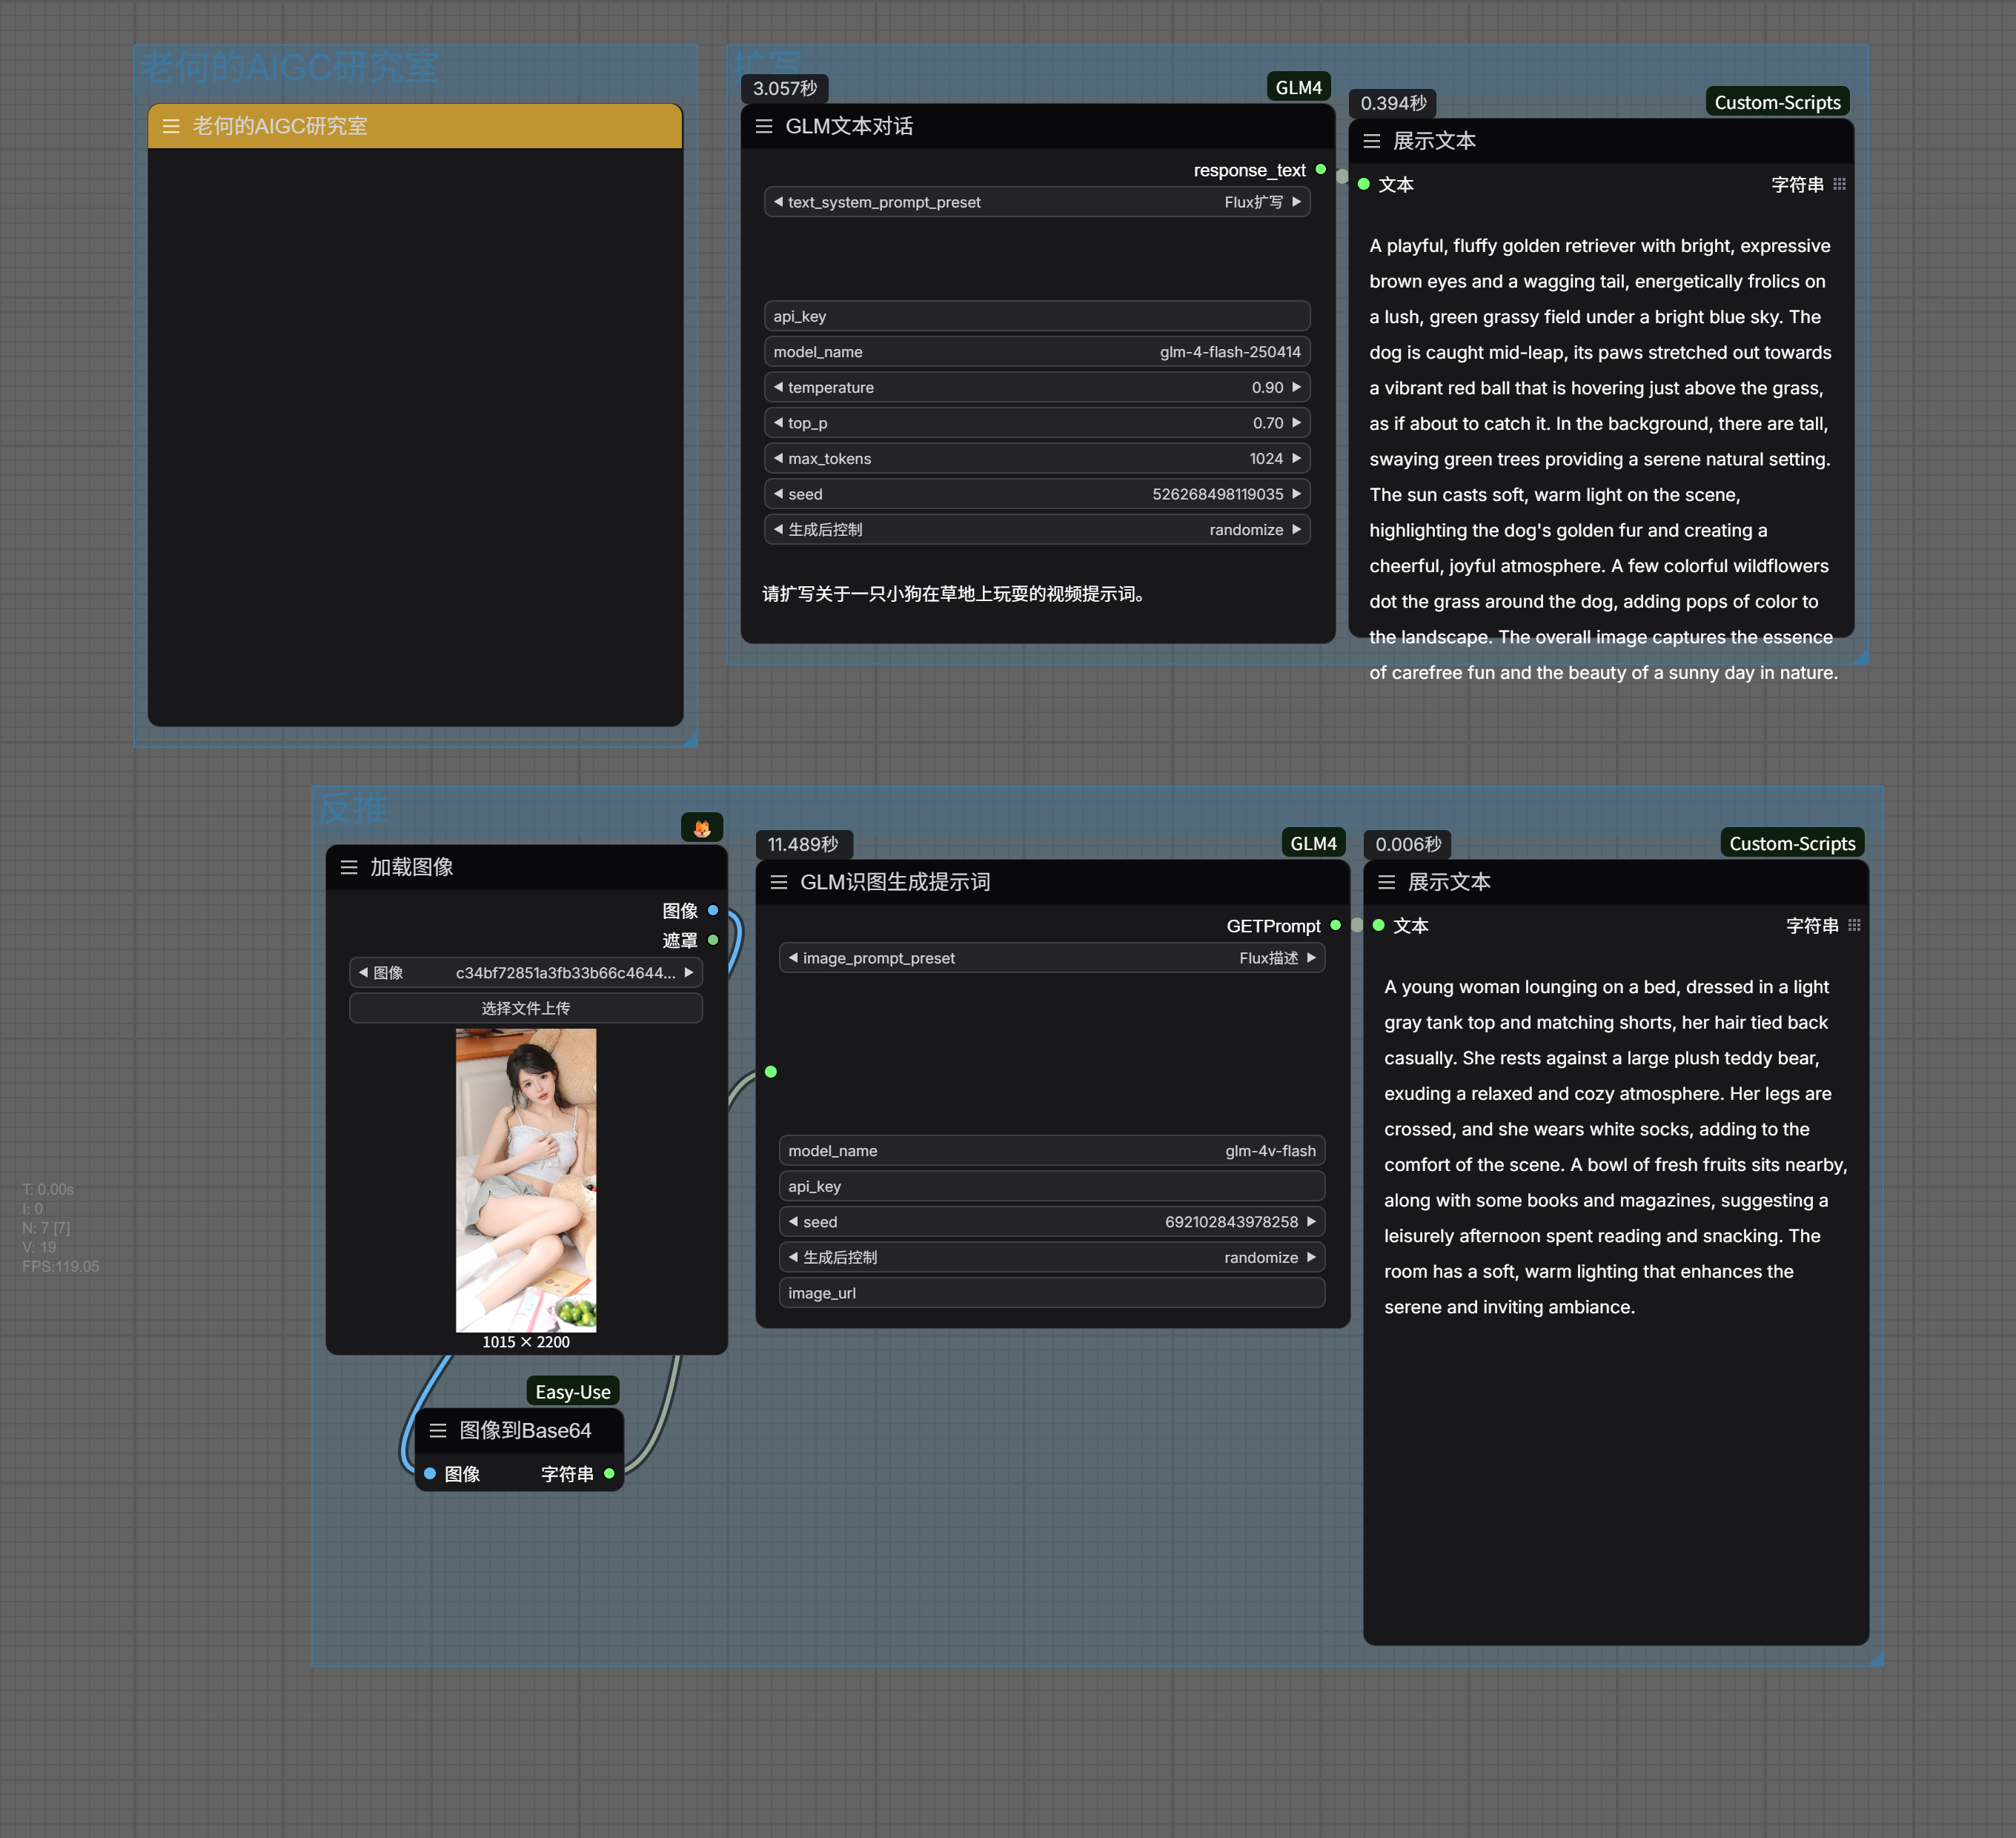 老何的AIGC研究室
老何的AIGC研究室
扩写
3.057秒
GLM4
GLM文本对话
response_text
text_system_prompt_preset Flux扩写
api_key
model_name glm-4-flash-250414
temperature 0.90
top_p 0.70
max_tokens 1024
seed 526268498119035
生成后控制 randomize
请扩写关于一只小狗在草地上玩耍的视频提示词。
0.394秒
Custom-Scripts
展示文本
文本 字符串
A playful, fluffy golden retriever with bright, expressive
brown eyes and a wagging tail, energetically frolics on
a lush, green grassy field under a bright blue sky. The
dog is caught mid-leap, its paws stretched out towards
a vibrant red ball that is hovering just above the grass,
as if about to catch it. In the background, there are tall,
swaying green trees providing a serene natural setting.
The sun casts soft, warm light on the scene,
highlighting the dog's golden fur and creating a
cheerful, joyful atmosphere. A few colorful wildflowers
dot the grass around the dog, adding pops of color to
the landscape. The overall image captures the essence
of carefree fun and the beauty of a sunny day in nature.
反推
加载图像
图像
遮罩
图像 c34bf72851a3fb33b66c4644...
选择文件上传
1015 × 2200
Easy-Use
图像到Base64
图像 字符串
11.489秒
GLM4
GLM识图生成提示词
GETPrompt
image_prompt_preset Flux描述
model_name glm-4v-flash
api_key
seed 692102843978258
生成后控制 randomize
image_url
0.006秒
Custom-Scripts
展示文本
文本 字符串
A young woman lounging on a bed, dressed in a light
gray tank top and matching shorts, her hair tied back
casually. She rests against a large plush teddy bear,
exuding a relaxed and cozy atmosphere. Her legs are
crossed, and she wears white socks, adding to the
comfort of the scene. A bowl of fresh fruits sits nearby,
along with some books and magazines, suggesting a
leisurely afternoon spent reading and snacking. The
room has a soft, warm lighting that enhances the
serene and inviting ambiance.
T: 0.00s
I: 0
N: 7 [7]
V: 19
FPS:119.05